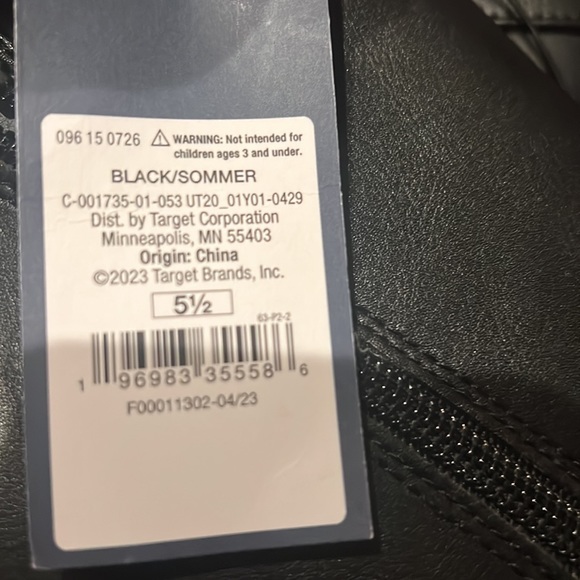 096 15 0726 ⚠ WARNING: Not intended for
children ages 3 and under.
BLACK/SOMMER
C-001735-01-053 UT20_01Y01-0429
Dist. by Target Corporation
Minneapolis, MN 55403
Origin: China
©2023 Target Brands, Inc.
5½
63-P2-2
1 96983 35558 6
F00011302-04/23